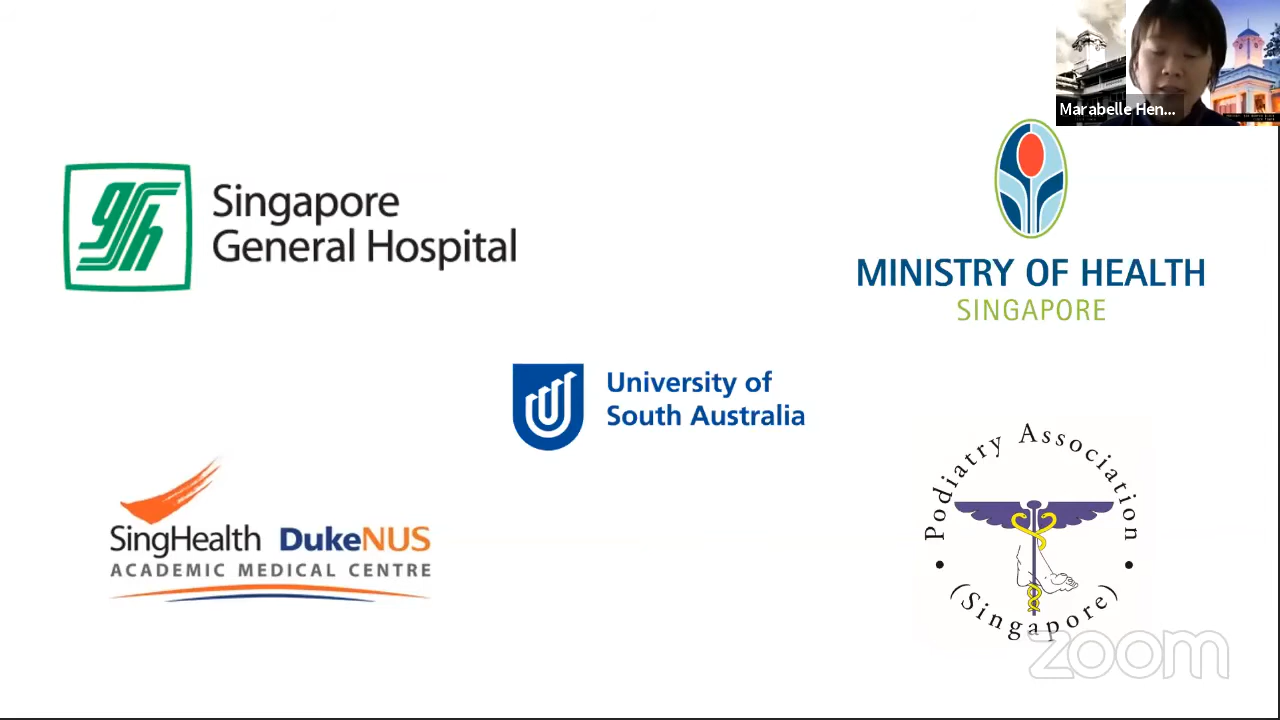 Marabelle Hen...
gsh
Singapore
General Hospital
MINISTRY OF HEALTH
SINGAPORE
University of
South Australia
SingHealth DukeNUS
ACADEMIC MEDICAL CENTRE
Podiatry Association
(Singapore)
zoom